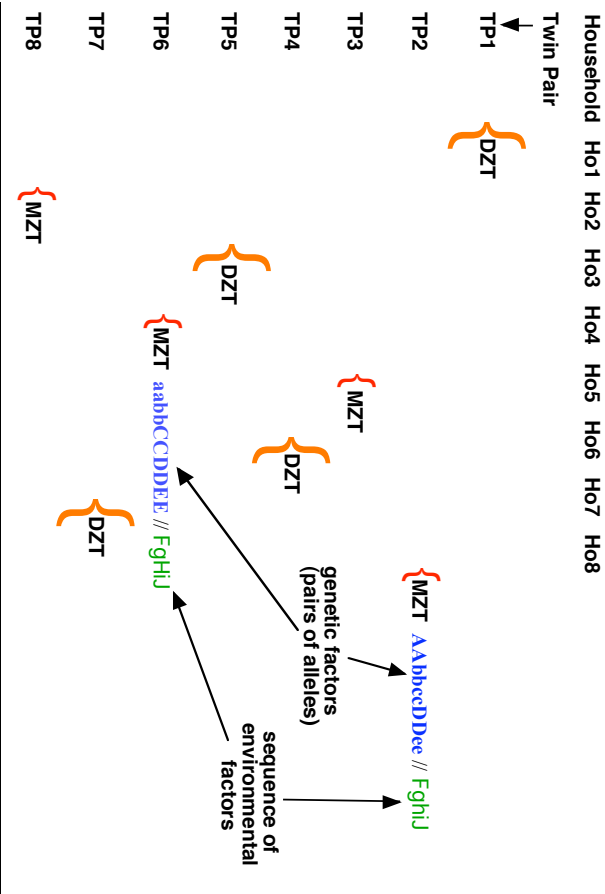 Household Ho1 Ho2 Ho3 Ho4 Ho5 Ho6 Ho7 Ho8
Twin Pair
TP1 DZT
TP2 MZT AAbbccDDee // FghiJ
TP3 MZT
genetic factors
(pairs of alleles)
TP4 DZT
sequence of
environmental
factors
TP5 DZT
TP6 MZT aabbCCDDEE // FgHiJ
TP7 DZT
TP8 MZT